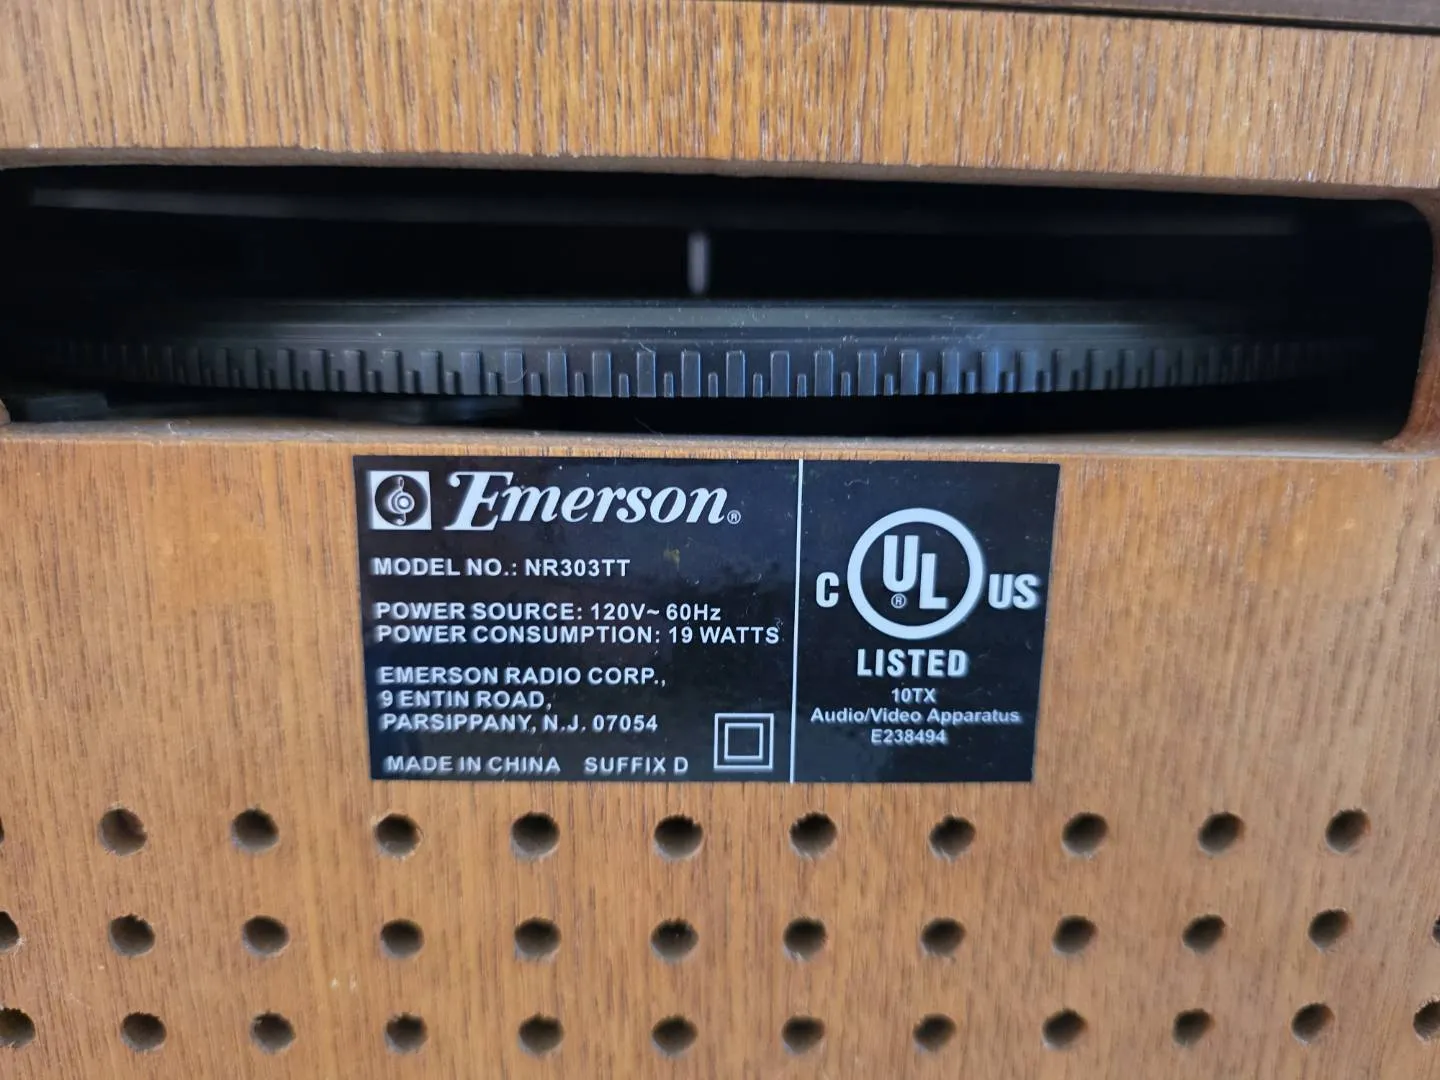 Emerson®
MODEL NO.: NR303TT
POWER SOURCE: 120V~ 60Hz
POWER CONSUMPTION: 19 WATTS
EMERSON RADIO CORP.,
9 ENTIN ROAD,
PARSIPPANY, N.J. 07054
MADE IN CHINA SUFFIX D
C UL® US
LISTED
10TX
Audio/Video Apparatus
E238494